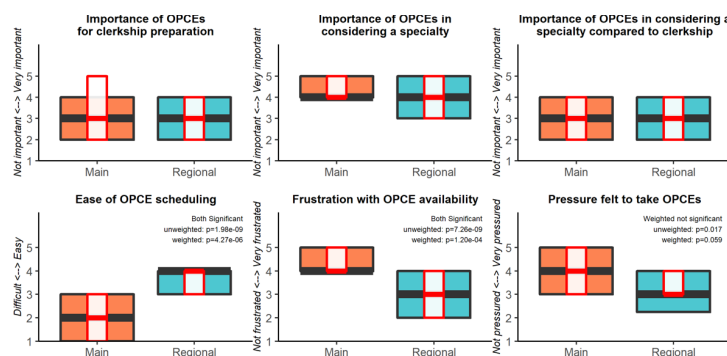 Importance of OPCEs
for clerkship preparation
Not important <--> Very important
5
4
3
2
1
Main
Regional
Importance of OPCEs in
considering a specialty
Not important <--> Very important
5
4
3
2
1
Main
Regional
Importance of OPCEs in considering a
specialty compared to clerkship
Not important <--> Very important
5
4
3
2
1
Main
Regional
Ease of OPCE scheduling
Both Significant
unweighted: p=1.98e-09
weighted: p=4.27e-06
Difficult <--> Easy
5
4
3
2
1
Main
Regional
Frustration with OPCE availability
Both Significant
unweighted: p=7.26e-09
weighted: p=1.20e-04
Not frustrated <--> Very frustrated
5
4
3
2
1
Main
Regional
Pressure felt to take OPCEs
Weighted not significant
unweighted: p=0.017
weighted: p=0.059
Not pressured <--> Very pressured
5
4
3
2
1
Main
Regional